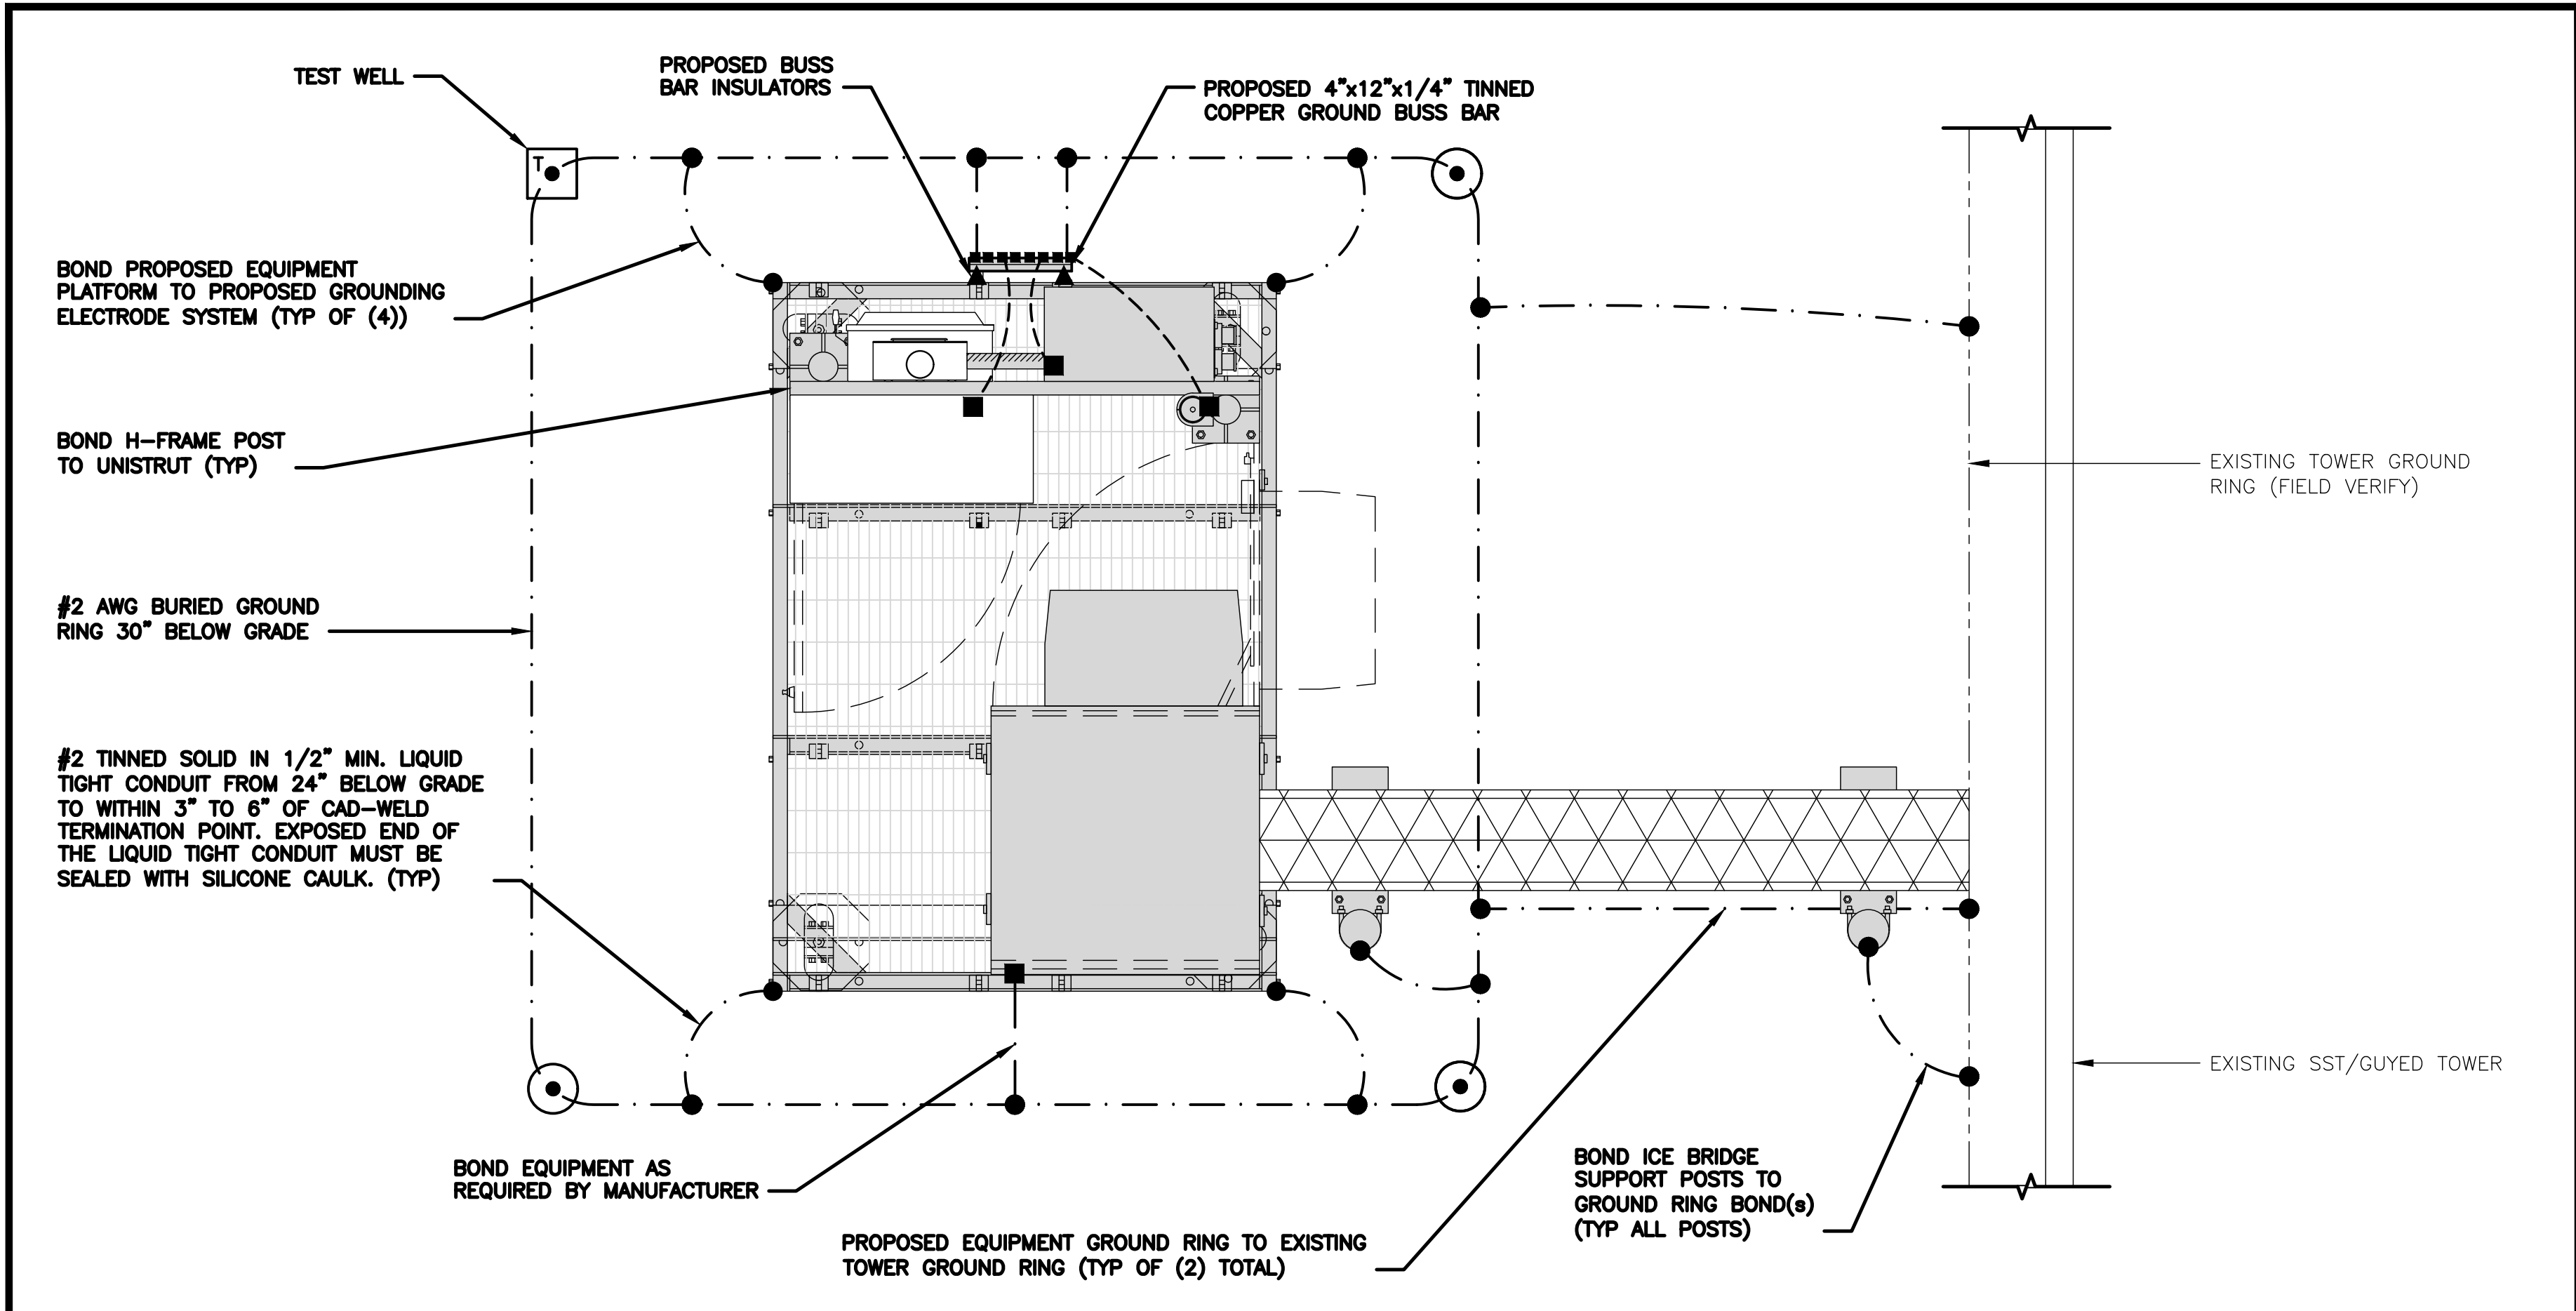 TEST WELL
PROPOSED BUSS
BAR INSULATORS
PROPOSED 4"x12"x1/4" TINNED
COPPER GROUND BUSS BAR
T
BOND PROPOSED EQUIPMENT
PLATFORM TO PROPOSED GROUNDING
ELECTRODE SYSTEM (TYP OF (4))
BOND H-FRAME POST
TO UNISTRUT (TYP)
EXISTING TOWER GROUND
RING (FIELD VERIFY)
#2 AWG BURIED GROUND
RING 30" BELOW GRADE
#2 TINNED SOLID IN 1/2" MIN. LIQUID
TIGHT CONDUIT FROM 24" BELOW GRADE
TO WITHIN 3" TO 6" OF CAD-WELD
TERMINATION POINT. EXPOSED END OF
THE LIQUID TIGHT CONDUIT MUST BE
SEALED WITH SILICONE CAULK. (TYP)
EXISTING SST/GUYED TOWER
BOND EQUIPMENT AS
REQUIRED BY MANUFACTURER
BOND ICE BRIDGE
SUPPORT POSTS TO
GROUND RING BOND(s)
(TYP ALL POSTS)
PROPOSED EQUIPMENT GROUND RING TO EXISTING
TOWER GROUND RING (TYP OF (2) TOTAL)